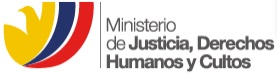 Ministerio
de Justicia, Derechos
Humanos y Cultos